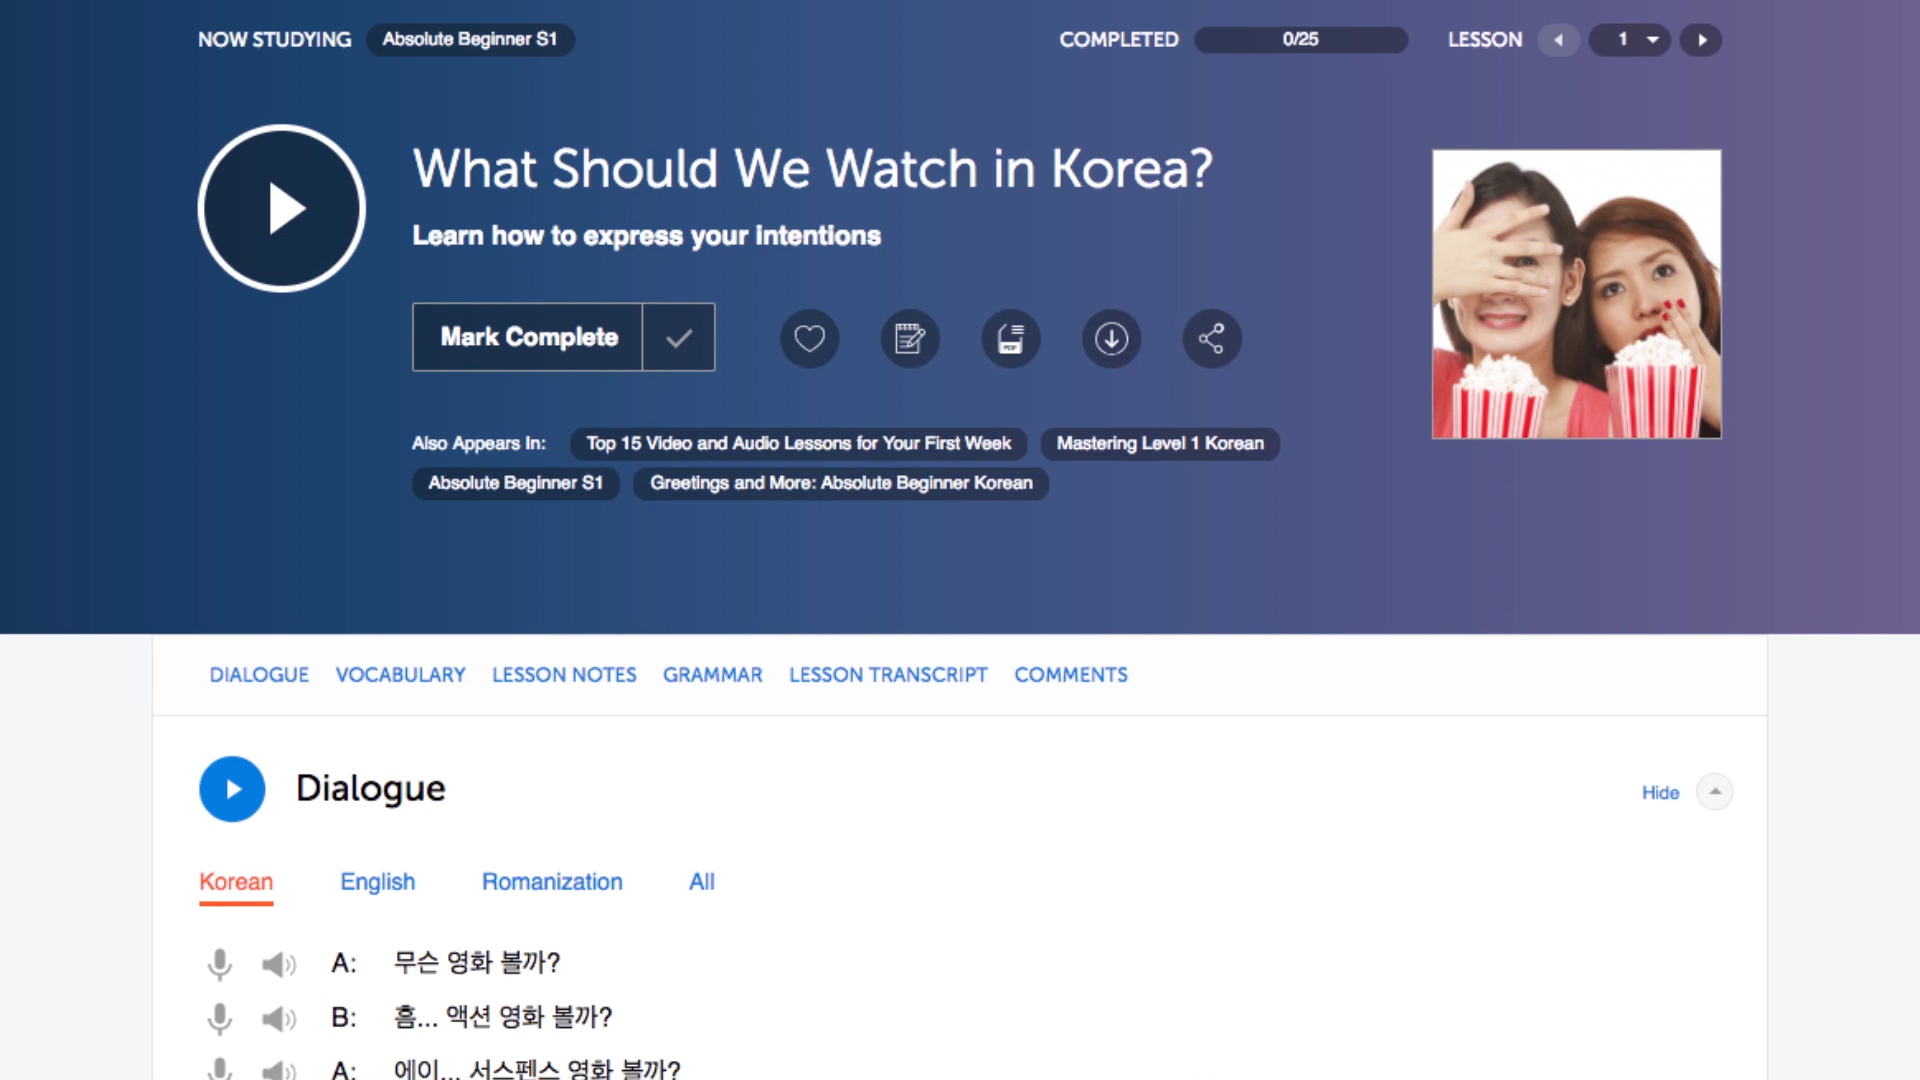 NOW STUDYING Absolute Beginner S1 COMPLETED 0/25 LESSON 1
What Should We Watch in Korea?
Learn how to express your intentions
Mark Complete
PDF
Also Appears In: Top 15 Video and Audio Lessons for Your First Week Mastering Level 1 Korean
Absolute Beginner S1 Greetings and More: Absolute Beginner Korean
DIALOGUE VOCABULARY LESSON NOTES GRAMMAR LESSON TRANSCRIPT COMMENTS
Dialogue Hide
Korean English Romanization All
A: 무슨 영화 볼까?
B: 흠... 액션 영화 볼까?
A: 에이... 서스펜스 영화 볼까?